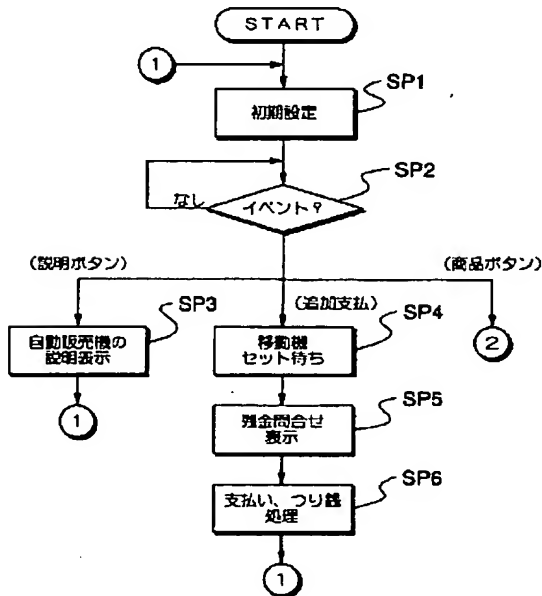 START
1
SP1
初期設定
SP2
なし
イベント?
(説明ボタン)
(商品ボタン)
SP3
(追加支払)
SP4
自動販売機の
説明表示
移動機
セット待ち
2
1
SP5
残金問合せ
表示
SP6
支払い、つり銭
処理
1